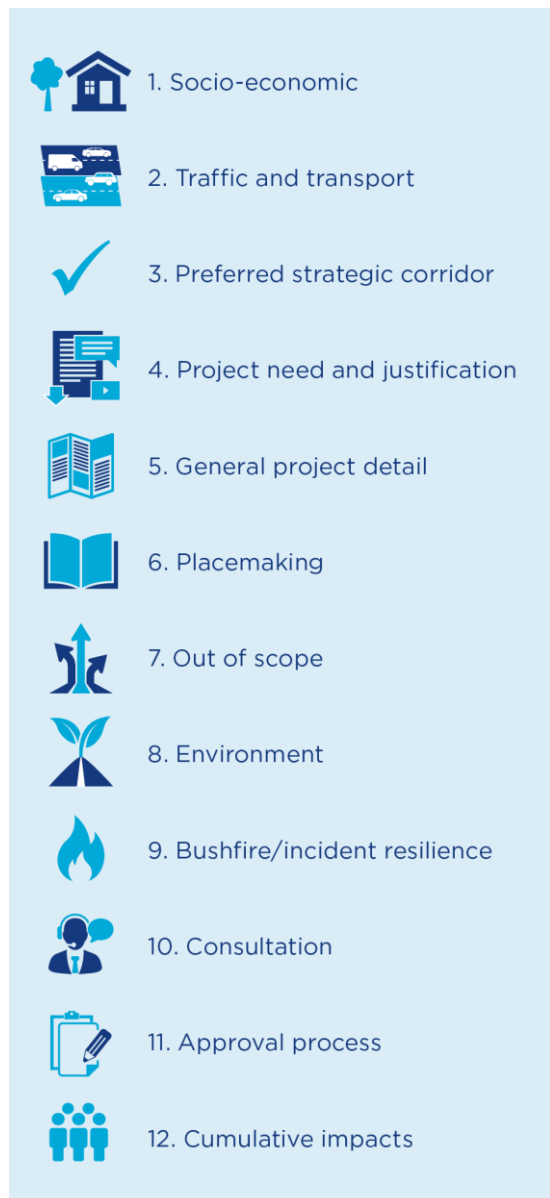 1. Socio-economic
2. Traffic and transport
3. Preferred strategic corridor
4. Project need and justification
5. General project detail
6. Placemaking
7. Out of scope
8. Environment
9. Bushfire/incident resilience
10. Consultation
11. Approval process
12. Cumulative impacts